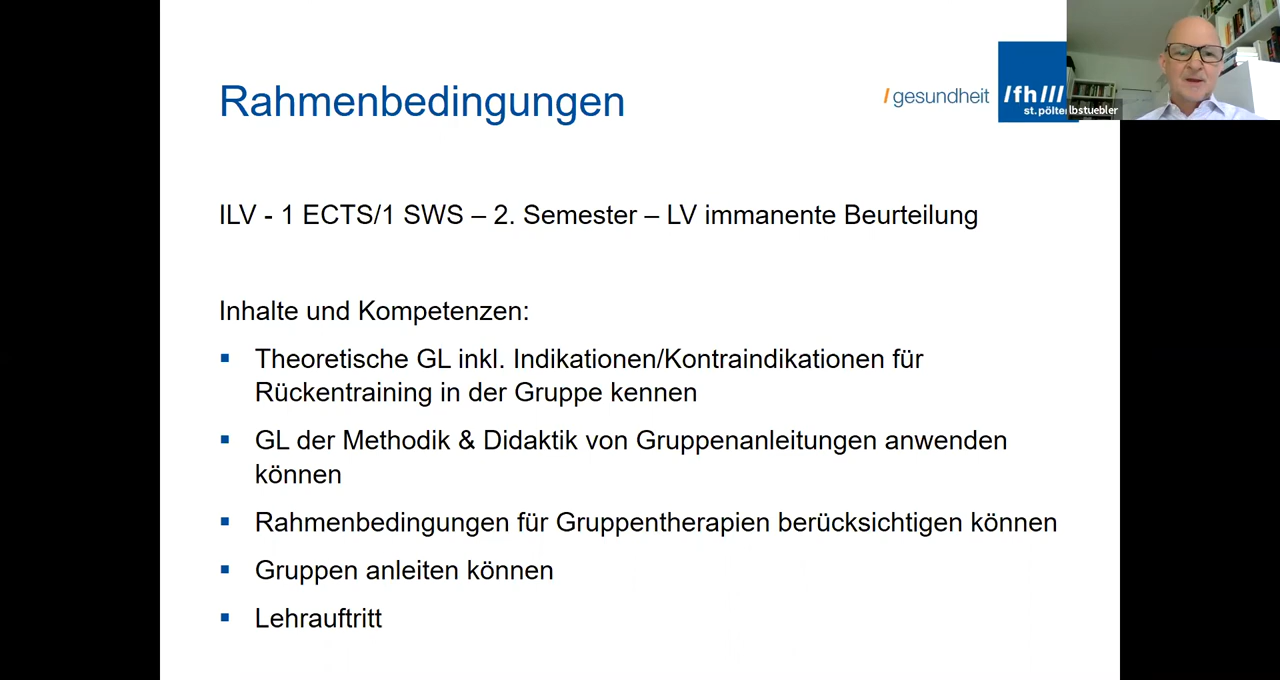 Rahmenbedingungen
/ gesundheit
/fh///
st.pölte
lbstuebler
ILV - 1 ECTS/1 SWS – 2. Semester – LV immanente Beurteilung
Inhalte und Kompetenzen:
▪ Theoretische GL inkl. Indikationen/Kontraindikationen für
Rückentraining in der Gruppe kennen
▪ GL der Methodik & Didaktik von Gruppenanleitungen anwenden
können
▪ Rahmenbedingungen für Gruppentherapien berücksichtigen können
▪ Gruppen anleiten können
▪ Lehrauftritt